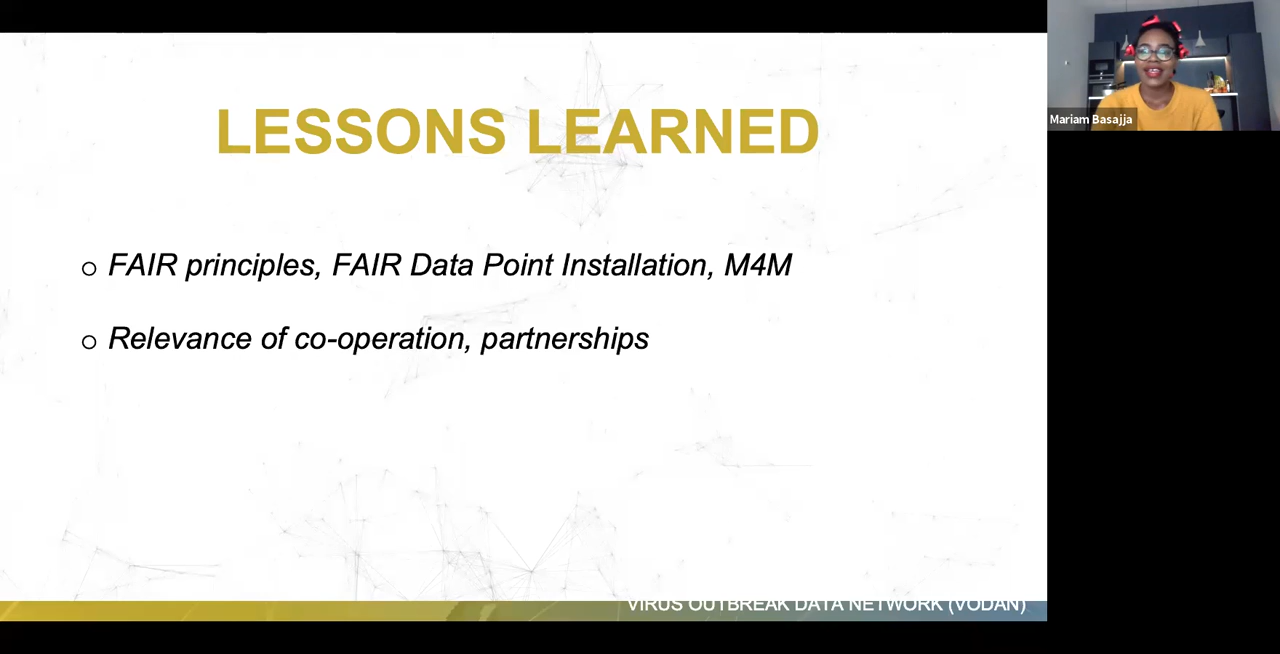 LESSONS LEARNED
FAIR principles, FAIR Data Point Installation, M4M
Relevance of co-operation, partnerships
VIRUS OUTBREAK DATA NETWORK (VODAN)
Mariam Basajja